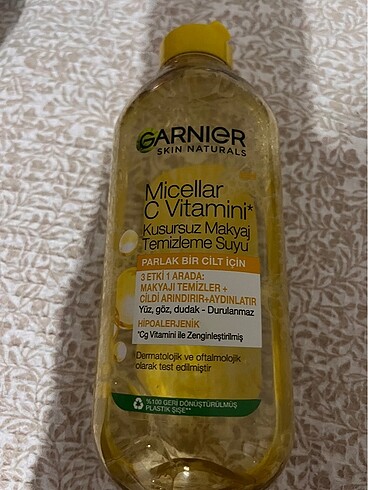 GARNIER
SKIN NATURALS
Micellar
C Vitamini*
Kusursuz Makyaj
Temizleme Suyu
PARLAK BİR CİLT İÇİN
3 ETKİ 1 ARADA:
MAKYAJI TEMİZLER +
CİLDİ ARINDIRIR+AYDINLATIR
Yüz, göz, dudak - Durulanmaz
HİPOALERJENİK
*Cg Vitamini ile Zenginleştirilmiş
Dermatolojik ve oftalmolojik
olarak test edilmiştir
%100 GERİ DÖNÜŞTÜRÜLMÜŞ
PLASTİK ŞİŞE**